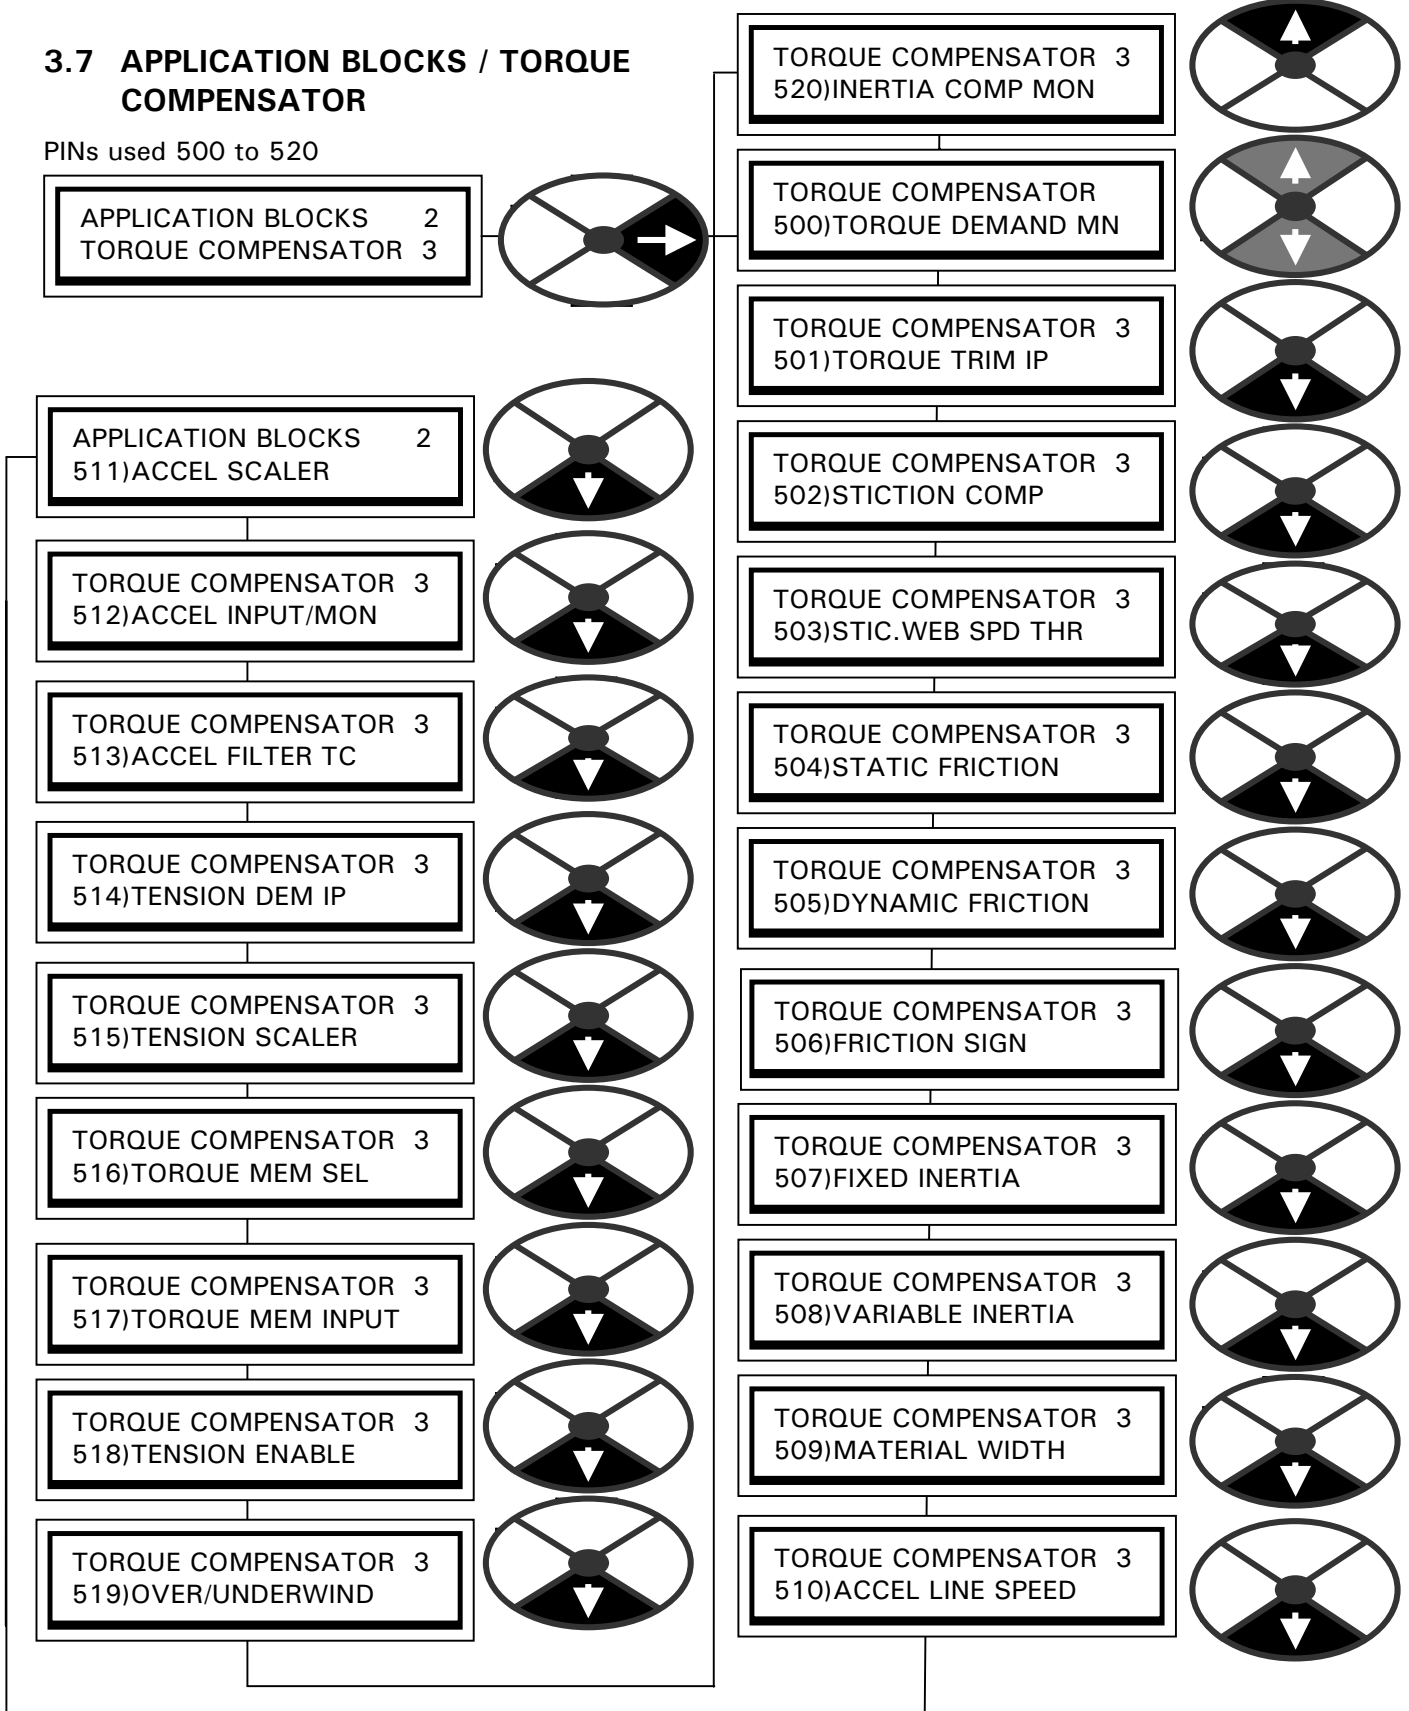 3.7 APPLICATION BLOCKS / TORQUE
COMPENSATOR
PINs used 500 to 520
APPLICATION BLOCKS 2
TORQUE COMPENSATOR 3
TORQUE COMPENSATOR 3
520)INERTIA COMP MON
TORQUE COMPENSATOR
500)TORQUE DEMAND MN
TORQUE COMPENSATOR 3
501)TORQUE TRIM IP
TORQUE COMPENSATOR 3
502)STICTION COMP
TORQUE COMPENSATOR 3
503)STIC.WEB SPD THR
TORQUE COMPENSATOR 3
504)STATIC FRICTION
TORQUE COMPENSATOR 3
505)DYNAMIC FRICTION
TORQUE COMPENSATOR 3
506)FRICTION SIGN
TORQUE COMPENSATOR 3
507)FIXED INERTIA
TORQUE COMPENSATOR 3
508)VARIABLE INERTIA
TORQUE COMPENSATOR 3
509)MATERIAL WIDTH
TORQUE COMPENSATOR 3
510)ACCEL LINE SPEED
APPLICATION BLOCKS 2
511)ACCEL SCALER
TORQUE COMPENSATOR 3
512)ACCEL INPUT/MON
TORQUE COMPENSATOR 3
513)ACCEL FILTER TC
TORQUE COMPENSATOR 3
514)TENSION DEM IP
TORQUE COMPENSATOR 3
515)TENSION SCALER
TORQUE COMPENSATOR 3
516)TORQUE MEM SEL
TORQUE COMPENSATOR 3
517)TORQUE MEM INPUT
TORQUE COMPENSATOR 3
518)TENSION ENABLE
TORQUE COMPENSATOR 3
519)OVER/UNDERWIND